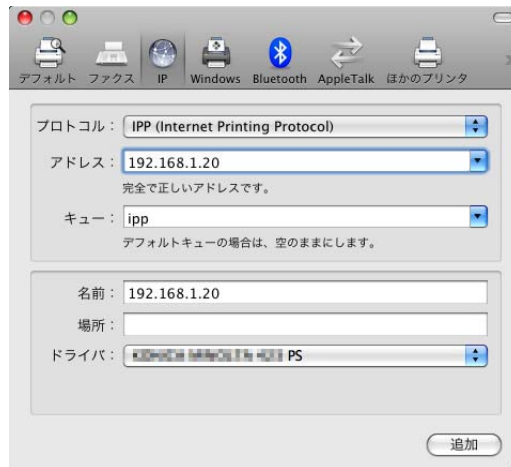 デフォルト ファクス IP Windows Bluetooth AppleTalk ほかのプリンタ
プロトコル： IPP (Internet Printing Protocol)
アドレス： 192.168.1.20
完全で正しいアドレスです。
キュー： ipp
デフォルトキューの場合は、空のままにします。
名前： 192.168.1.20
場所：
ドライバ： PS
追加